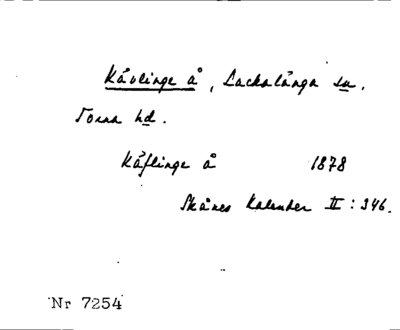 Kävlinge å, Lackalänga sn.
Torna hd.
Käflinge å 1878
Skånes Kalender II: 346.
Nr 7254